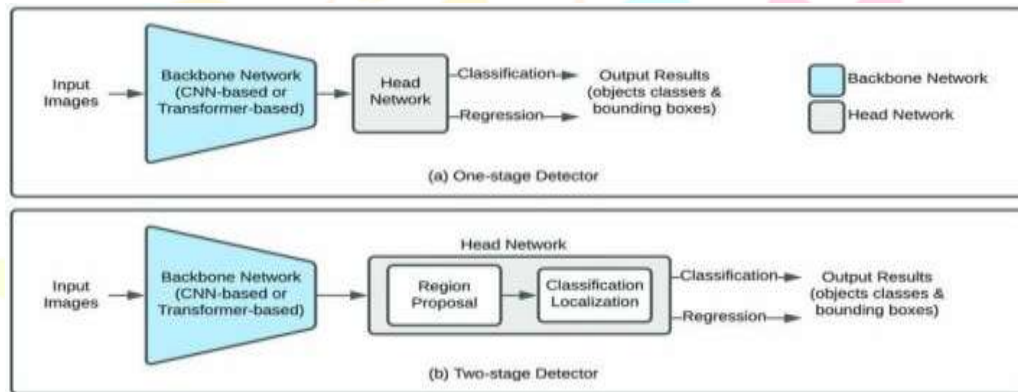 Input
Images
Backbone Network
(CNN-based or
Transformer-based)
Head
Network
Classification
Regression
Output Results
(objects classes &
bounding boxes)
Backbone Network
Head Network
(a) One-stage Detector
Input
Images
Backbone Network
(CNN-based or
Transformer-based)
Head Network
Region
Proposal
Classification
Localization
Classification
Regression
Output Results
(objects classes &
bounding boxes)
(b) Two-stage Detector